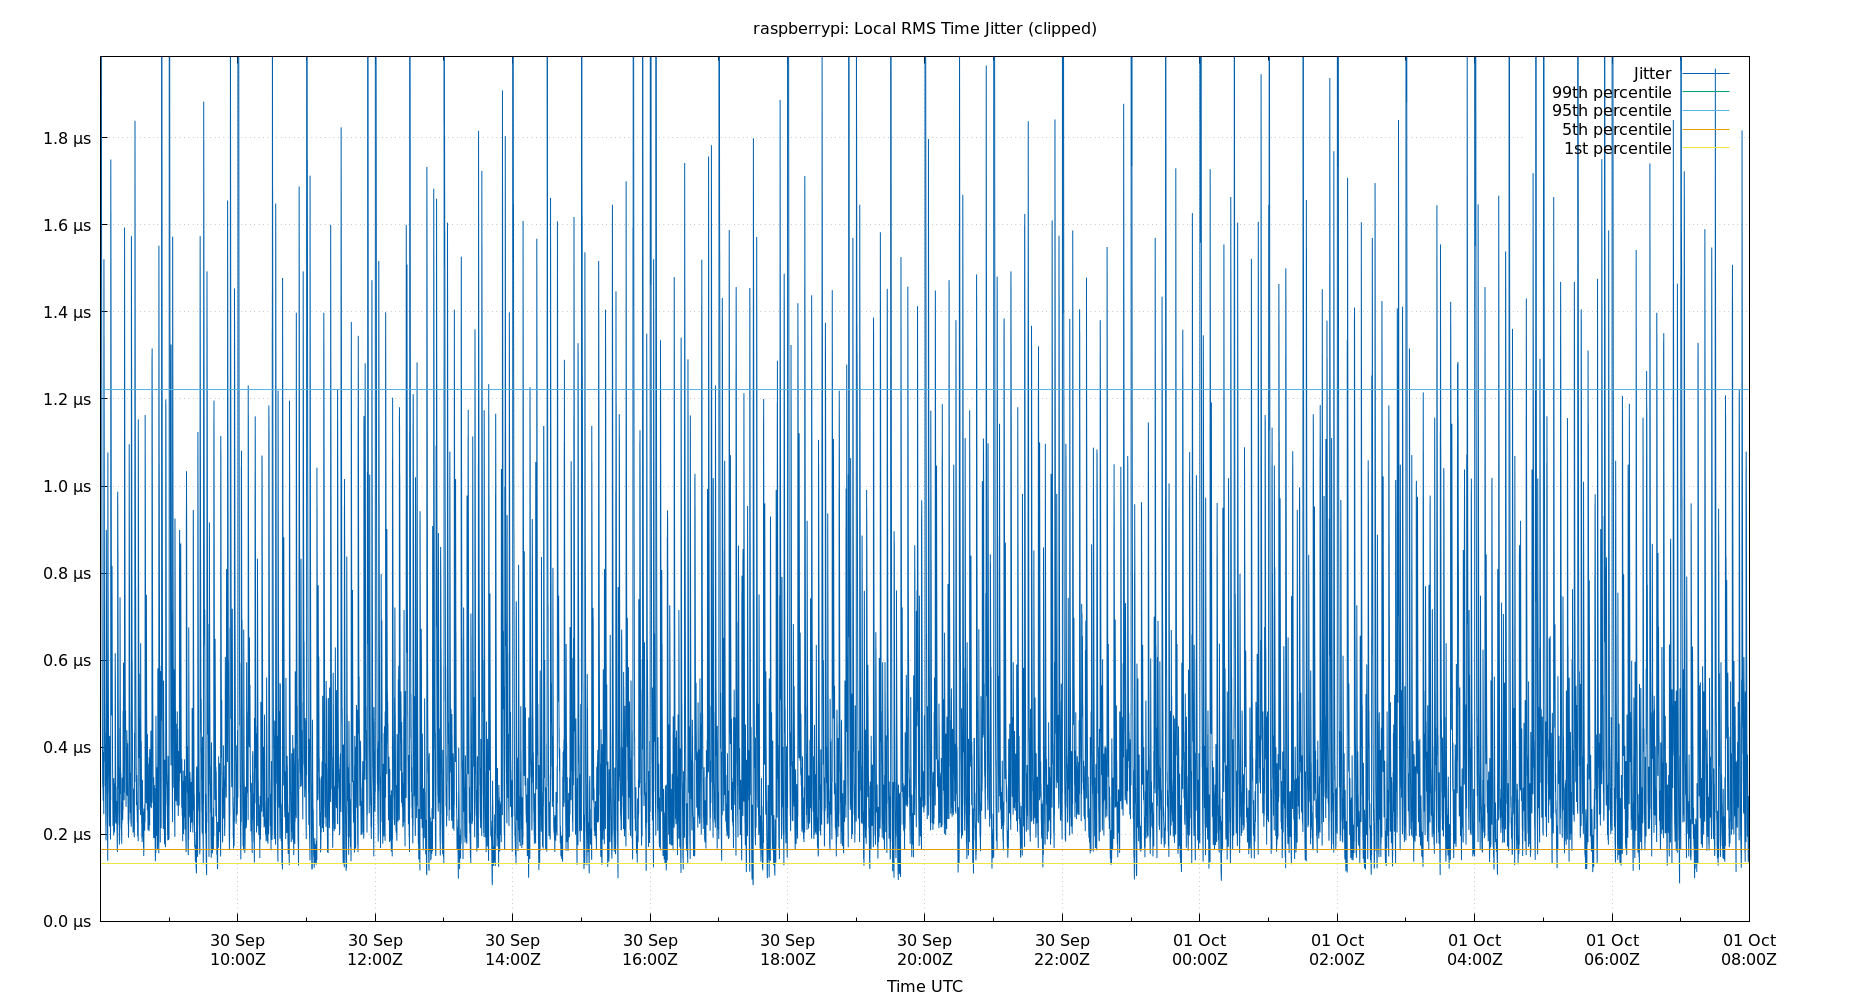 raspberrypi: Local RMS Time Jitter (clipped)
Jitter
99th percentile
95th percentile
5th percentile
1st percentile
1.8 µs
1.6 µs
1.4 µs
1.2 µs
1.0 µs
0.8 µs
0.6 µs
0.4 µs
0.2 µs
0.0 µs
30 Sep 30 Sep 30 Sep 30 Sep 30 Sep 30 Sep 30 Sep 01 Oct 01 Oct 01 Oct 01 Oct 01 Oct
10:00Z 12:00Z 14:00Z 16:00Z 18:00Z 20:00Z 22:00Z 00:00Z 02:00Z 04:00Z 06:00Z 08:00Z
Time UTC